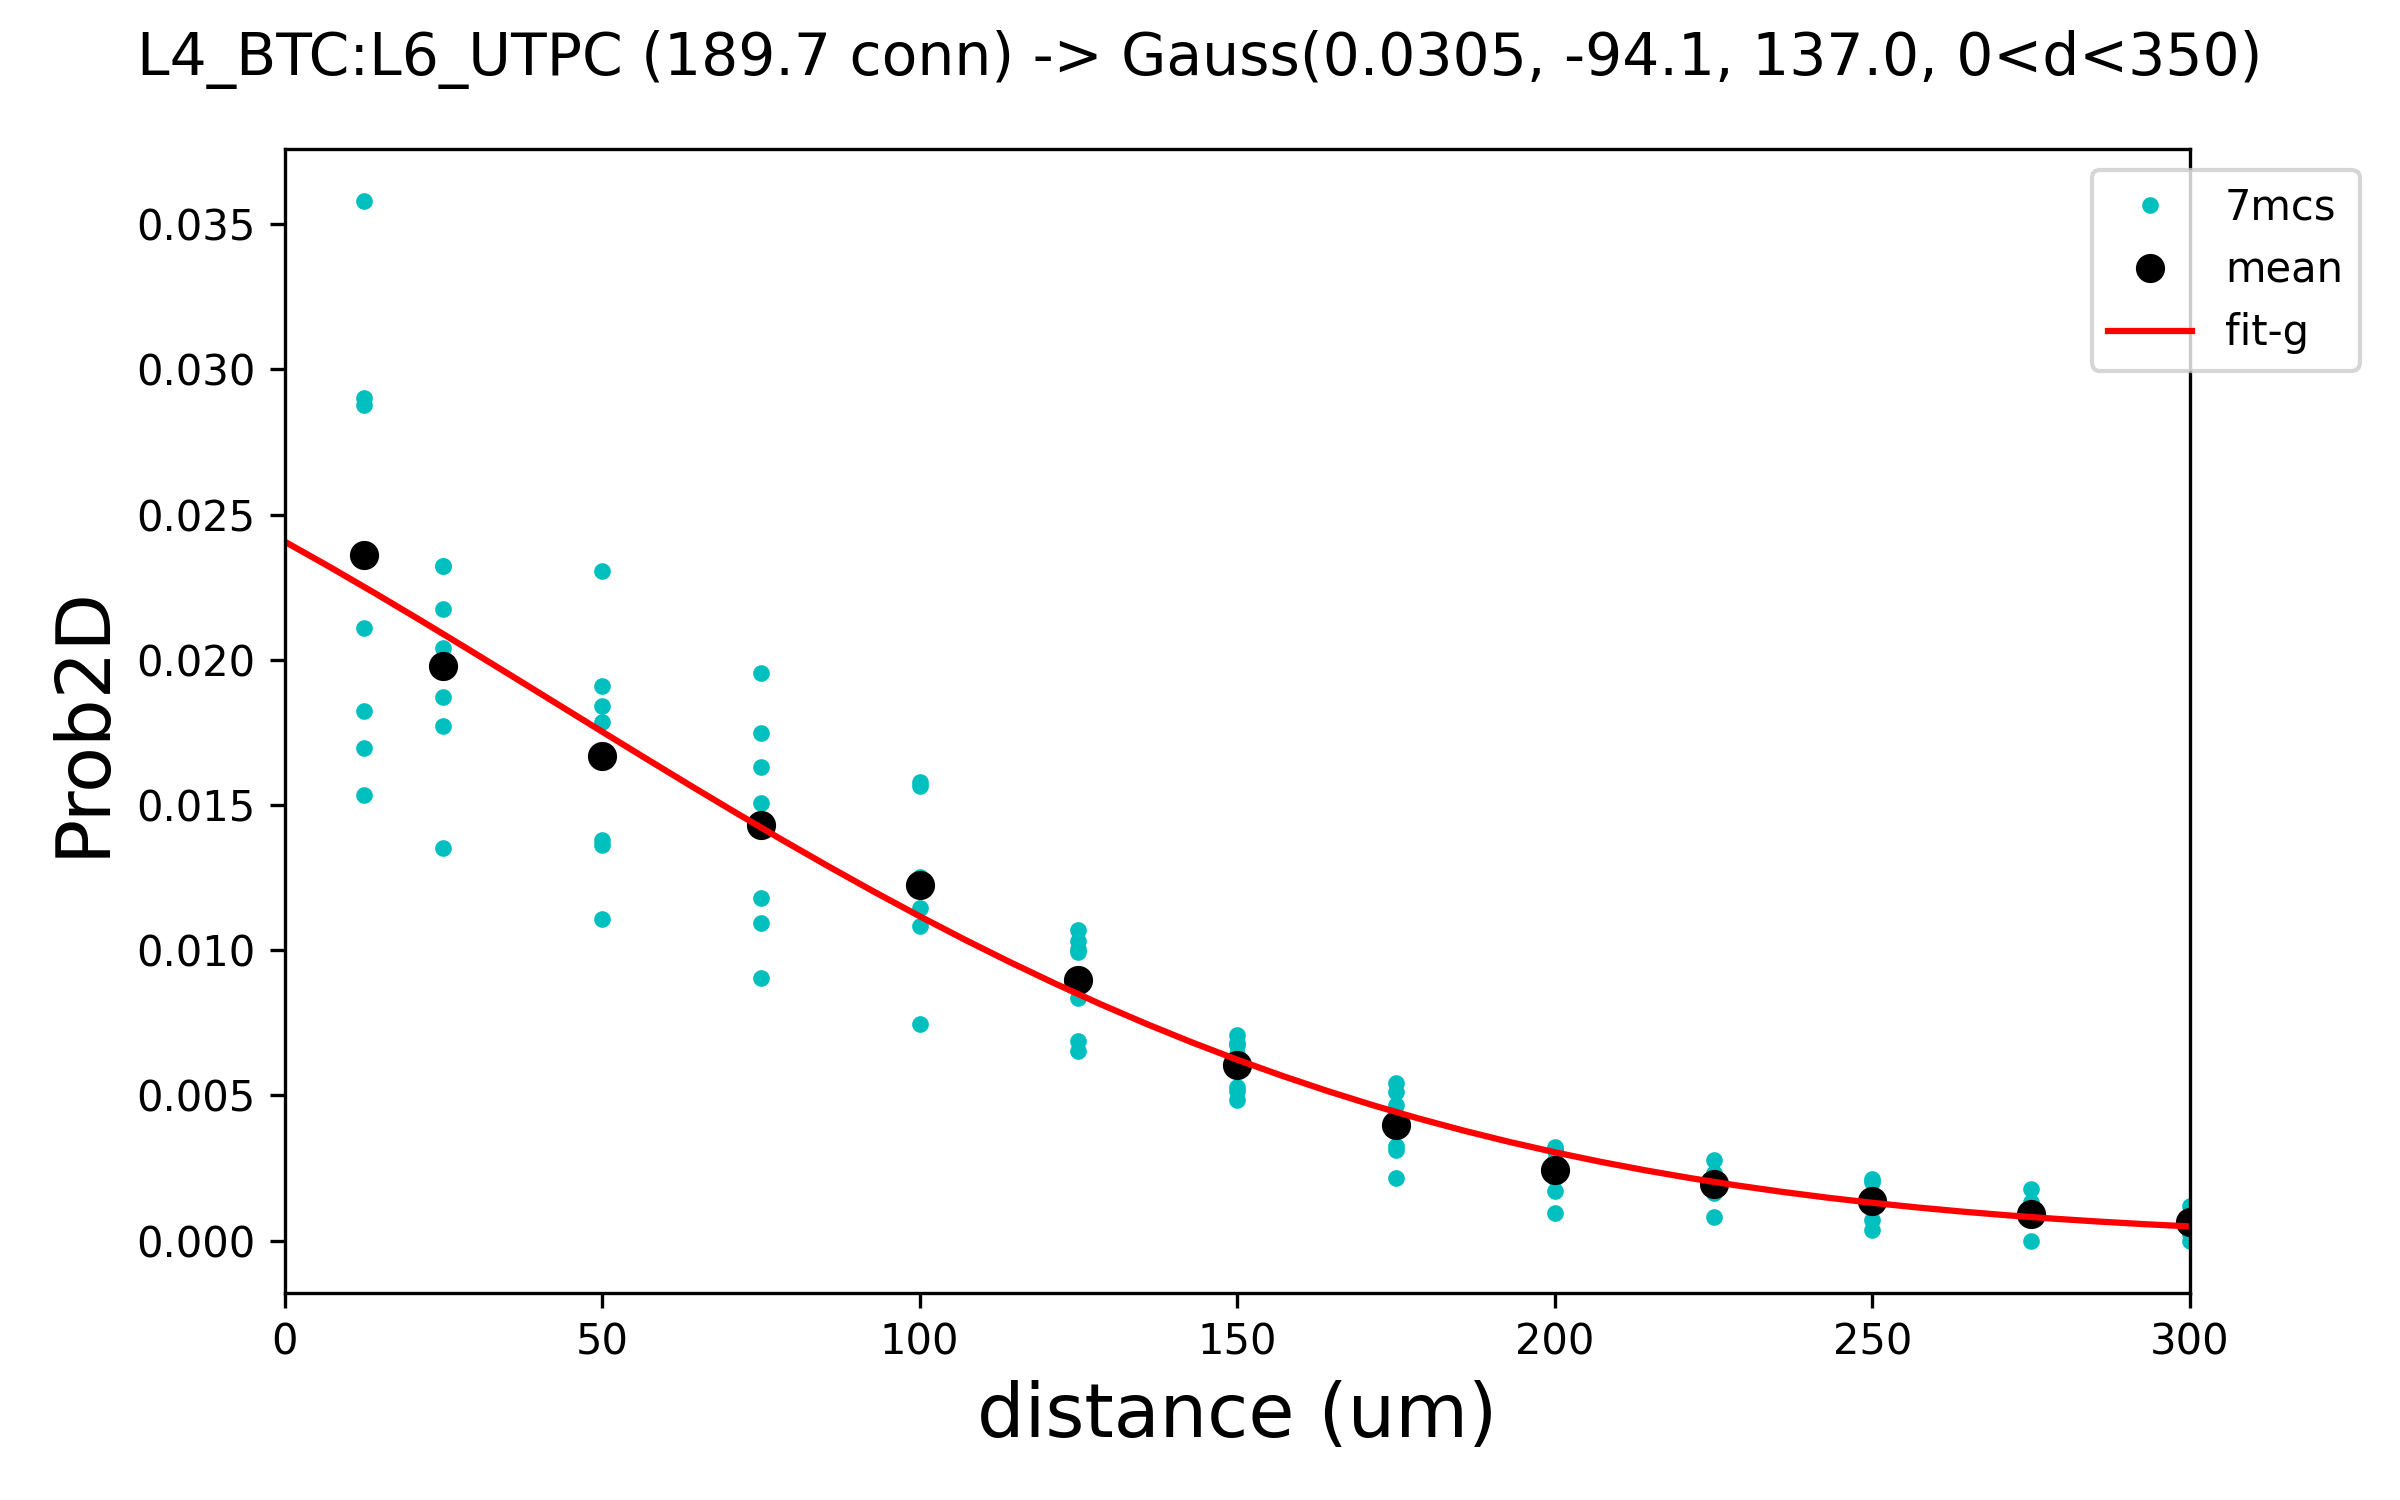 L4_BTC:L6_UTPC (189.7 conn) -> Gauss(0.0305, -94.1, 137.0, 0<d<350)
7mcs
mean
fit-g
Prob2D
0.035
0.030
0.025
0.020
0.015
0.010
0.005
0.000
0 50 100 150 200 250 300
distance (um)